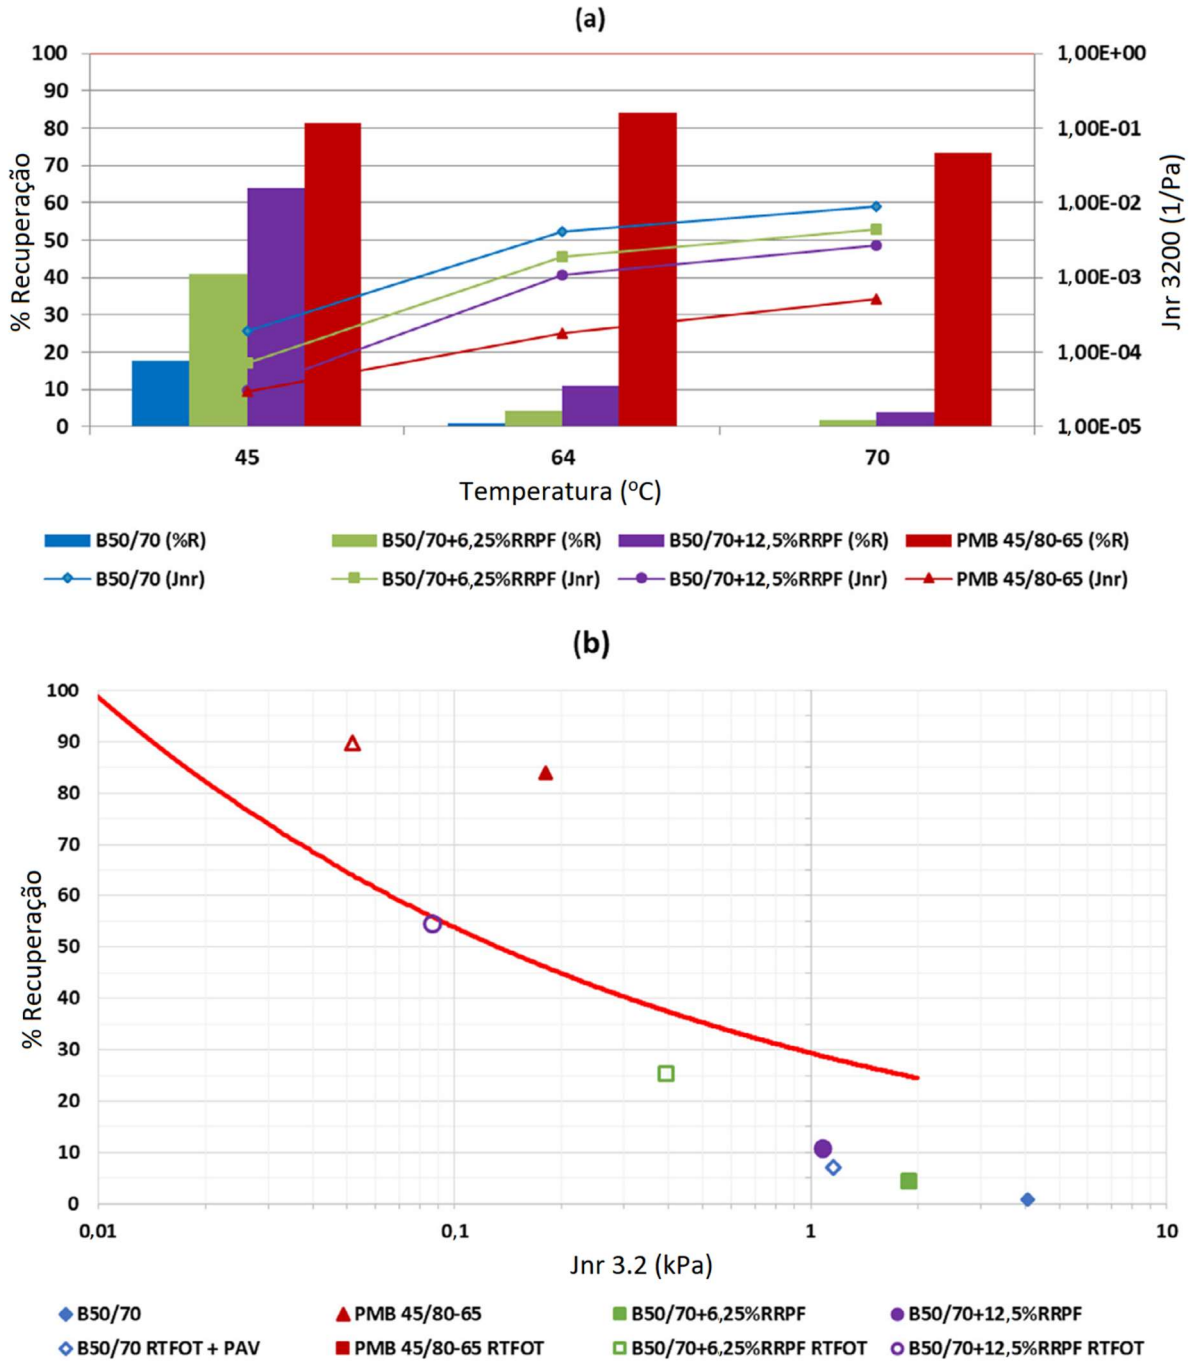 (a)
100
90
80
70
60
50
40
30
20
10
0
% Recuperação
1,00E+00
1,00E-01
1,00E-02
1,00E-03
1,00E-04
1,00E-05
Jnr 3200 (1/Pa)
45 64 70
Temperatura (ºC)
B50/70 (%R) B50/70+6,25%RRPF (%R) B50/70+12,5%RRPF (%R) PMB 45/80-65 (%R)
B50/70 (Jnr) B50/70+6,25%RRPF (Jnr) B50/70+12,5%RRPF (Jnr) PMB 45/80-65 (Jnr)
(b)
100
90
80
70
60
50
40
30
20
10
0
% Recuperação
0,01 0,1 1 10
Jnr 3.2 (kPa)
B50/70 PMB 45/80-65 B50/70+6,25%RRPF B50/70+12,5%RRPF
B50/70 RTFOT + PAV PMB 45/80-65 RTFOT B50/70+6,25%RRPF RTFOT B50/70+12,5%RRPF RTFOT